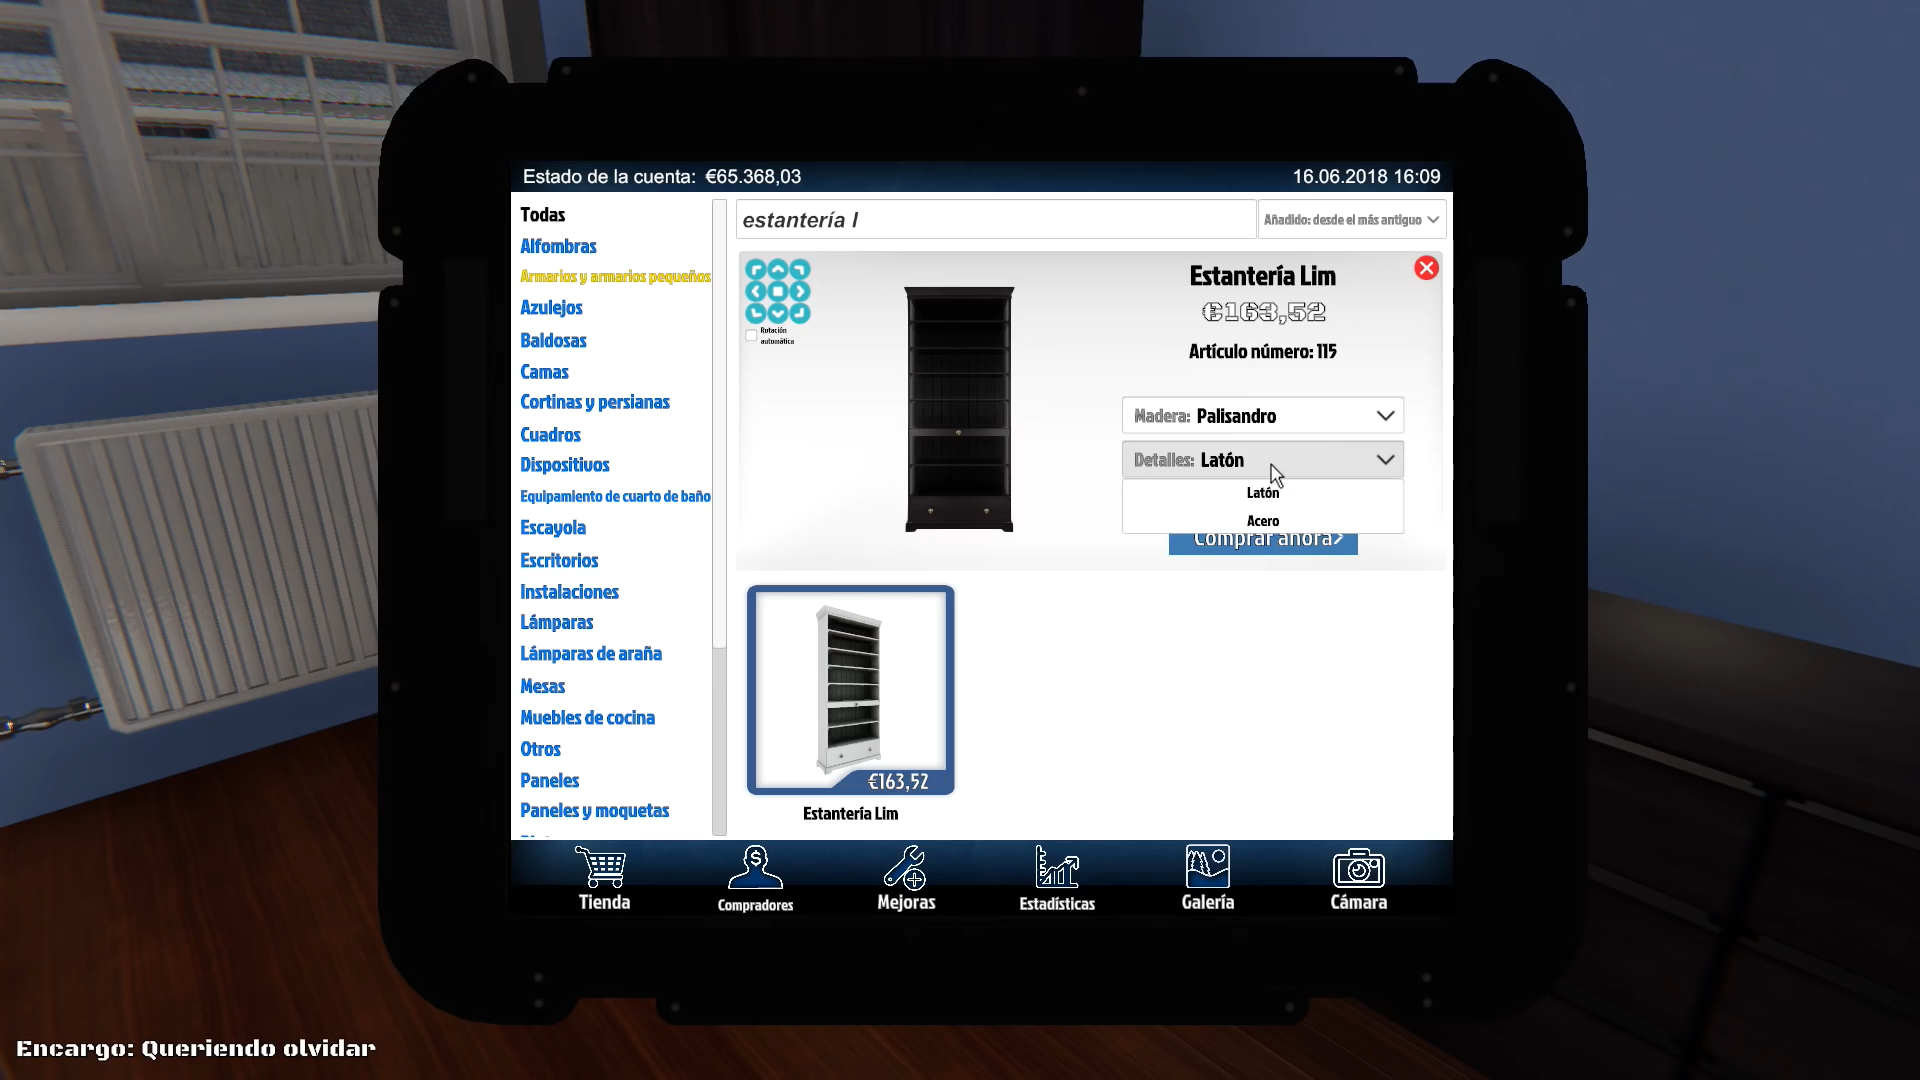 Estado de la cuenta: €65.368,03
16.06.2018 16:09
Todas
Alfombras
Armarios y armarios pequeños
Azulejos
Baldosas
Camas
Cortinas y persianas
Cuadros
Dispositivos
Equipamiento de cuarto de baño
Escayola
Escritorios
Instalaciones
Lámparas
Lámparas de araña
Mesas
Muebles de cocina
Otros
Paneles
Paneles y moquetas
estantería l
Añadido: desde el más antiguo
Rotación
automática
Estantería Lim
€163,52
Artículo número: 115
Madera: Palisandro
Detalles: Latón
Latón
Acero
Comprar ahora>
€163,52
Estantería Lim
Tienda
Compradores
Mejoras
Estadísticas
Galería
Cámara
Encargo: Queriendo olvidar